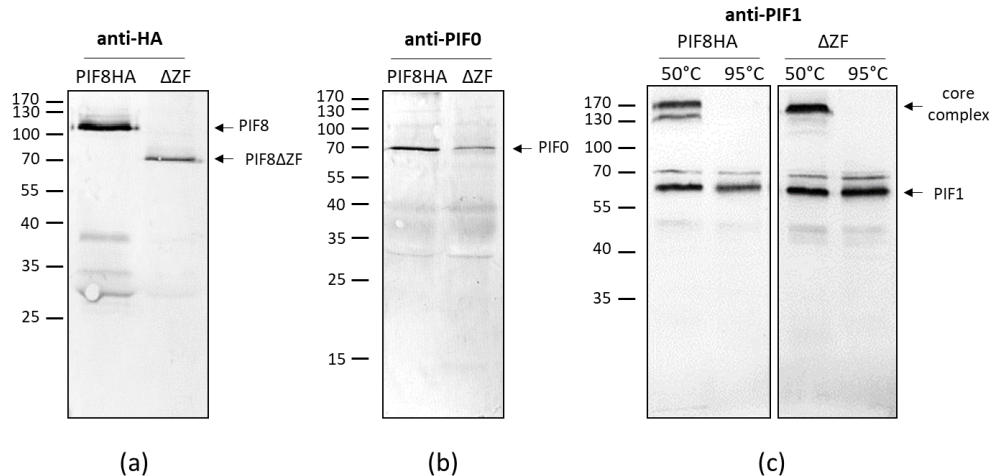 anti-HA
PIF8HA ΔZF
170
130
100
70
55
40
35
25
PIF8
PIF8ΔZF
(a)
anti-PIF0
PIF8HA ΔZF
170
130
100
70
55
40
35
25
15
PIF0
(b)
anti-PIF1
PIF8HA ΔZF
50°C 95°C 50°C 95°C
170
130
100
70
55
40
35
core
complex
PIF1
(c)